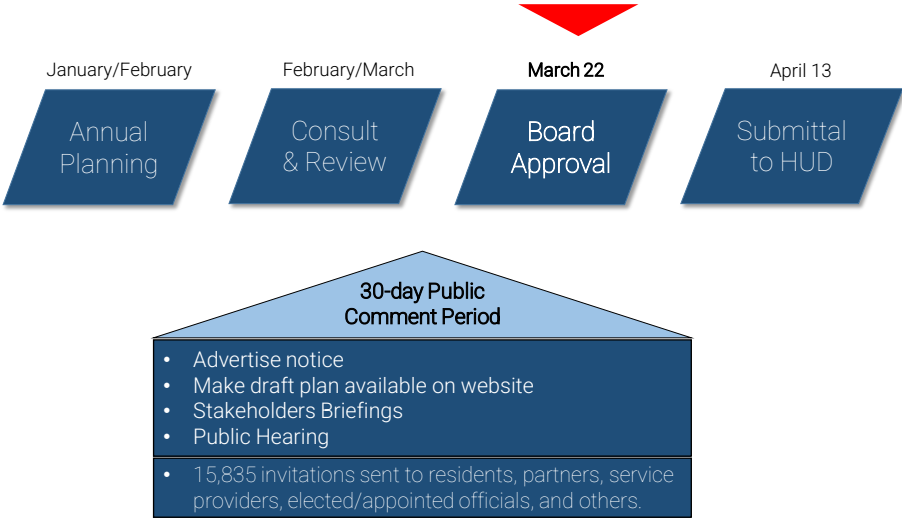 January/February
February/March
March 22
April 13
Annual
Planning
Consult
& Review
Board
Approval
Submittal
to HUD
30-day Public
Comment Period
• Advertise notice
• Make draft plan available on website
• Stakeholders Briefings
• Public Hearing
• 15,835 invitations sent to residents, partners, service
providers, elected/appointed officials, and others.